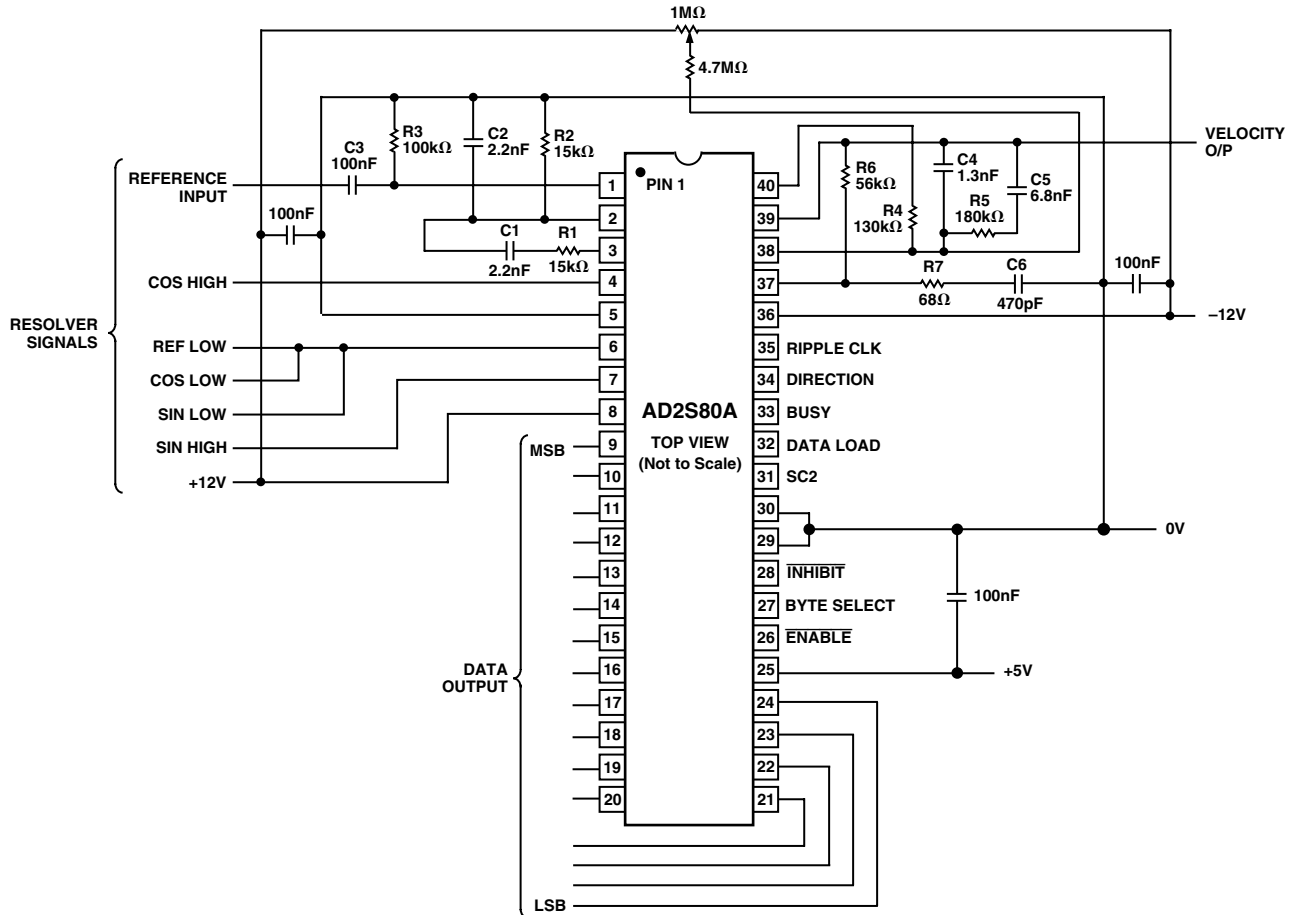 1MΩ
4.7MΩ
R3
100kΩ
C2
2.2nF
R2
15kΩ
C3
100nF
REFERENCE
INPUT
RESOLVER
SIGNALS
100nF
C1
2.2nF
R1
15kΩ
COS HIGH
REF LOW
COS LOW
SIN LOW
SIN HIGH
+12V
PIN 1
AD2S80A
TOP VIEW
(Not to Scale)
1
2
3
4
5
6
7
8
9
10
11
12
13
14
15
16
17
18
19
20
MSB
DATA
OUTPUT
LSB
40
39
38
37
36
35
34
33
32
31
30
29
28
27
26
25
24
23
22
21
VELOCITY
O/P
R6
56kΩ
R4
130kΩ
C4
1.3nF
C5
6.8nF
R5
180kΩ
R7
68Ω
C6
470pF
100nF
–12V
RIPPLE CLK
DIRECTION
BUSY
DATA LOAD
SC2
0V
INHIBIT
BYTE SELECT
ENABLE
100nF
+5V